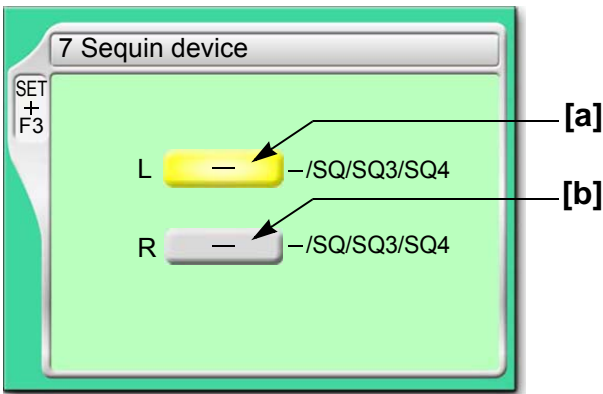 7 Sequin device
SET
+
F3
[a]
L — –/SQ/SQ3/SQ4
[b]
R — –/SQ/SQ3/SQ4